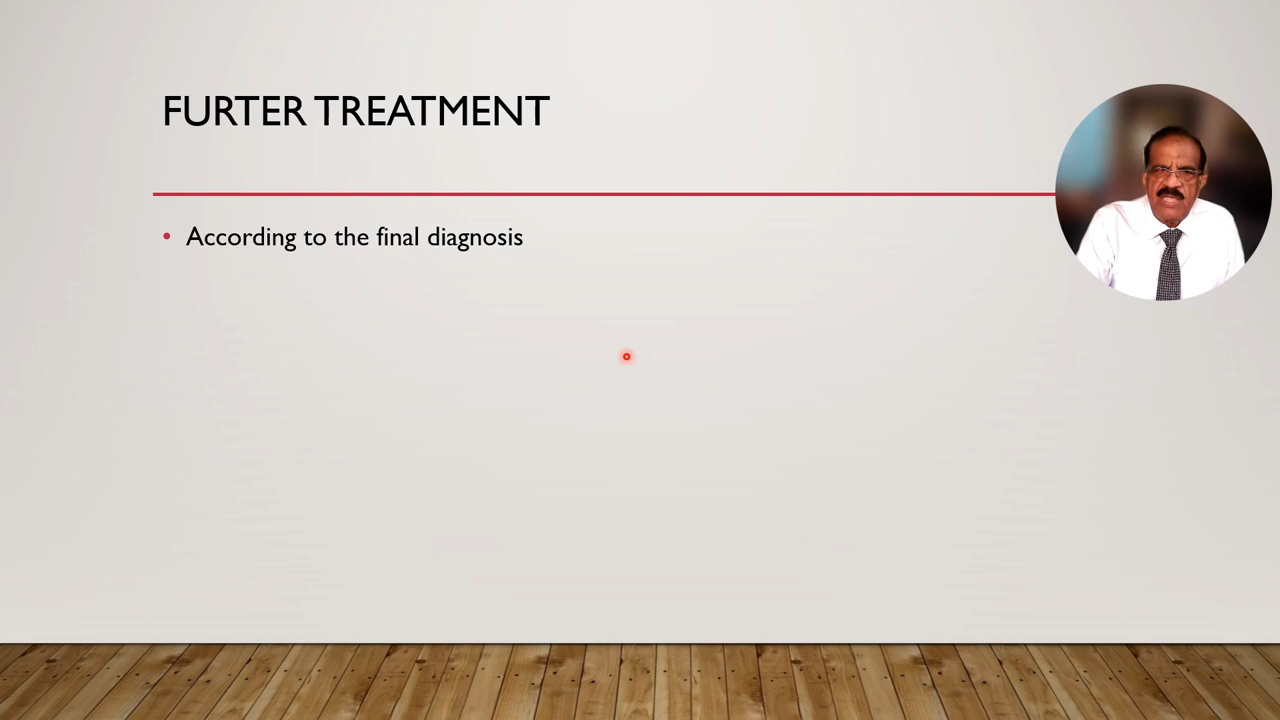 FURTER TREATMENT
According to the final diagnosis